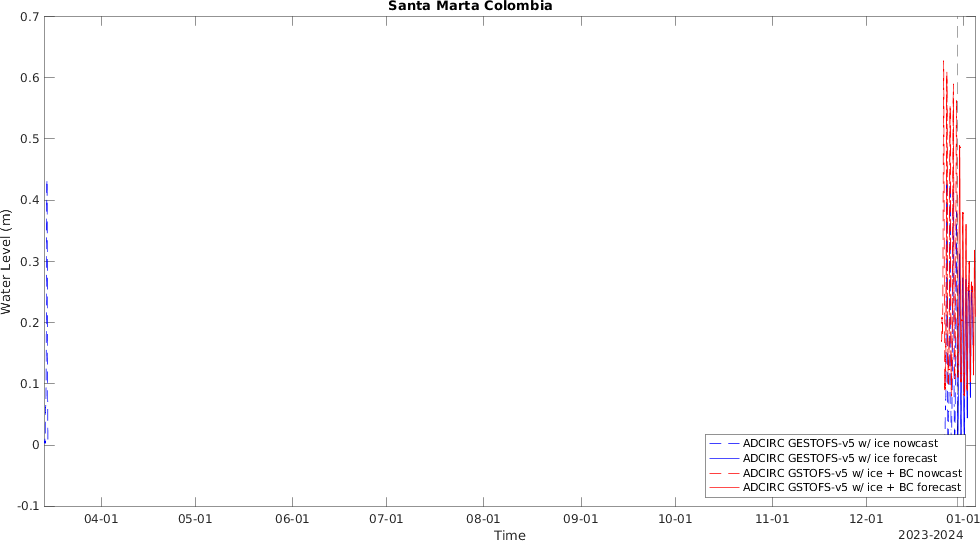 Santa Marta Colombia
0.7
0.6
0.5
0.4
0.3
0.2
0.1
0
-0.1
Water Level (m)
ADCIRC GESTOFS-v5 w/ ice nowcast
ADCIRC GESTOFS-v5 w/ ice forecast
ADCIRC GSTOFS-v5 w/ ice + BC nowcast
ADCIRC GSTOFS-v5 w/ ice + BC forecast
04-01 05-01 06-01 07-01 08-01 09-01 10-01 11-01 12-01 01-01
Time
2023-2024